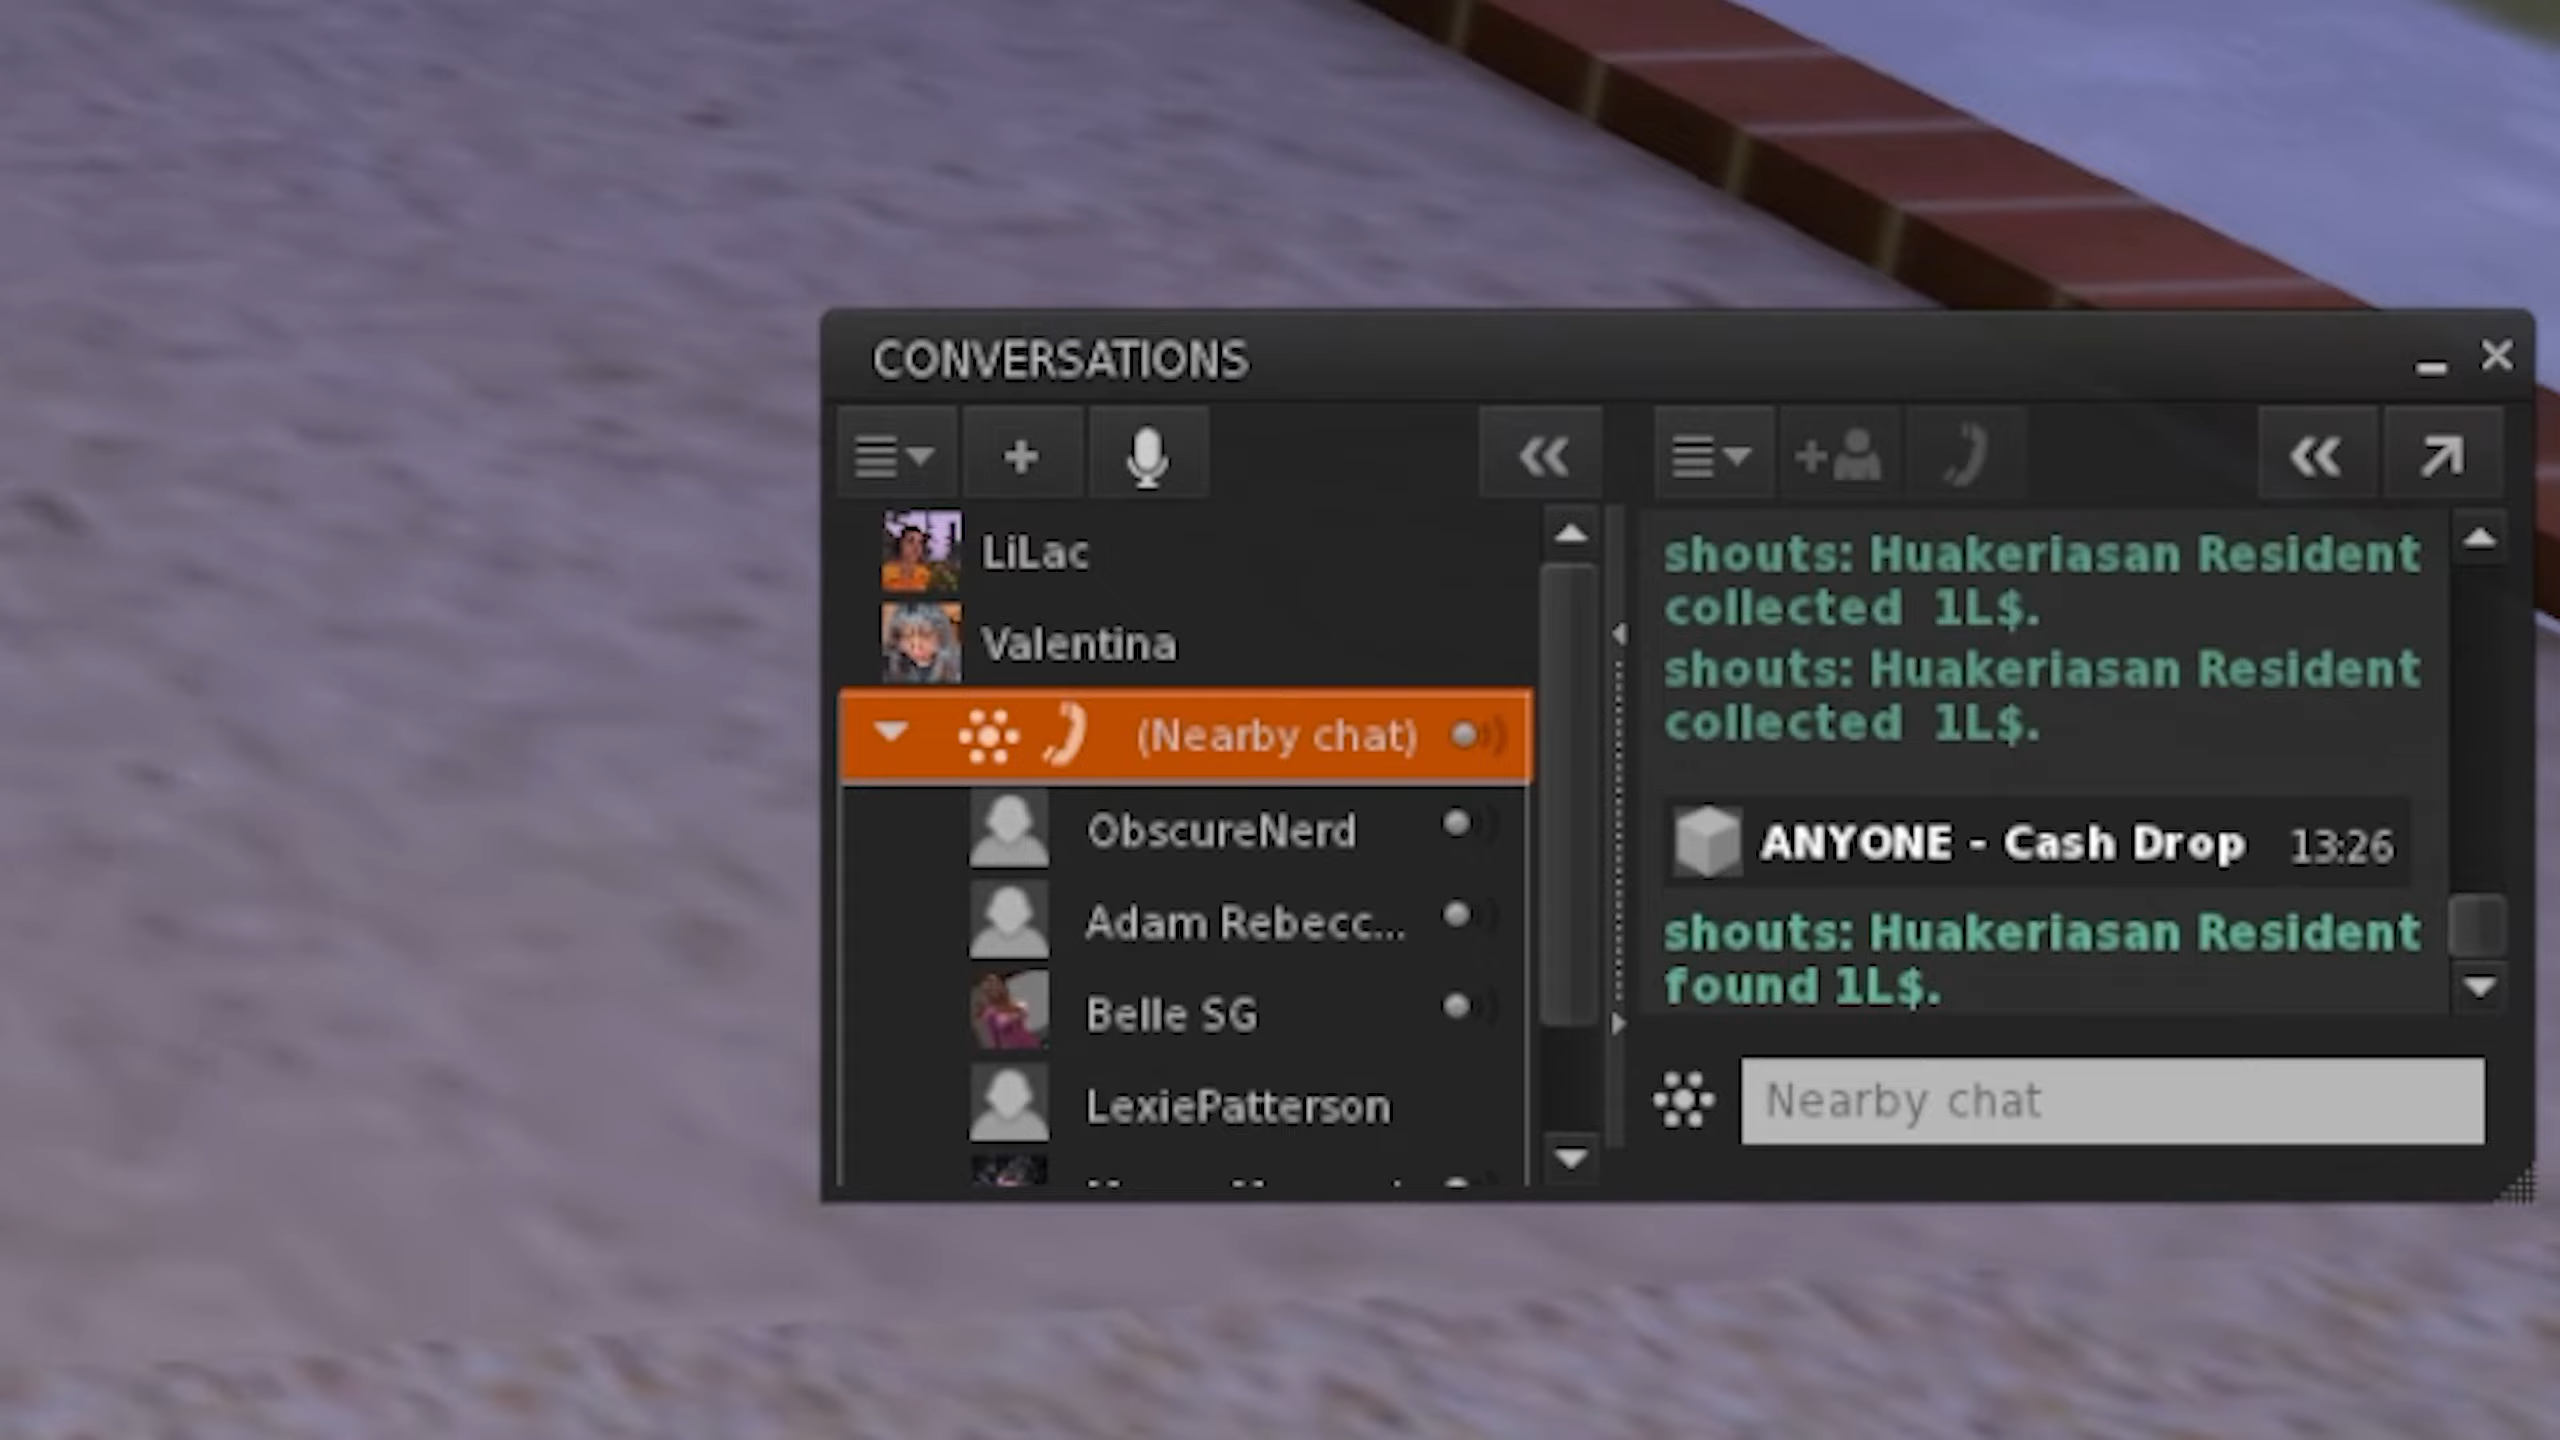 CONVERSATIONS
LiLac
Valentina
(Nearby chat)
ObscureNerd
Adam Rebecc...
Belle SG
LexiePatterson
shouts: Huakeriasan Resident
collected 1L$.
shouts: Huakeriasan Resident
collected 1L$.
ANYONE - Cash Drop 13:26
shouts: Huakeriasan Resident
found 1L$.
Nearby chat